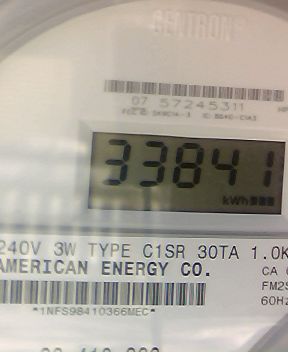 CENTRON
07 57245311
33841
kWh
240V 3W TYPE C1SR 30TA 1.0K
AMERICAN ENERGY CO.
CA
FM2S
60Hz
*1NFS98410366MEC*